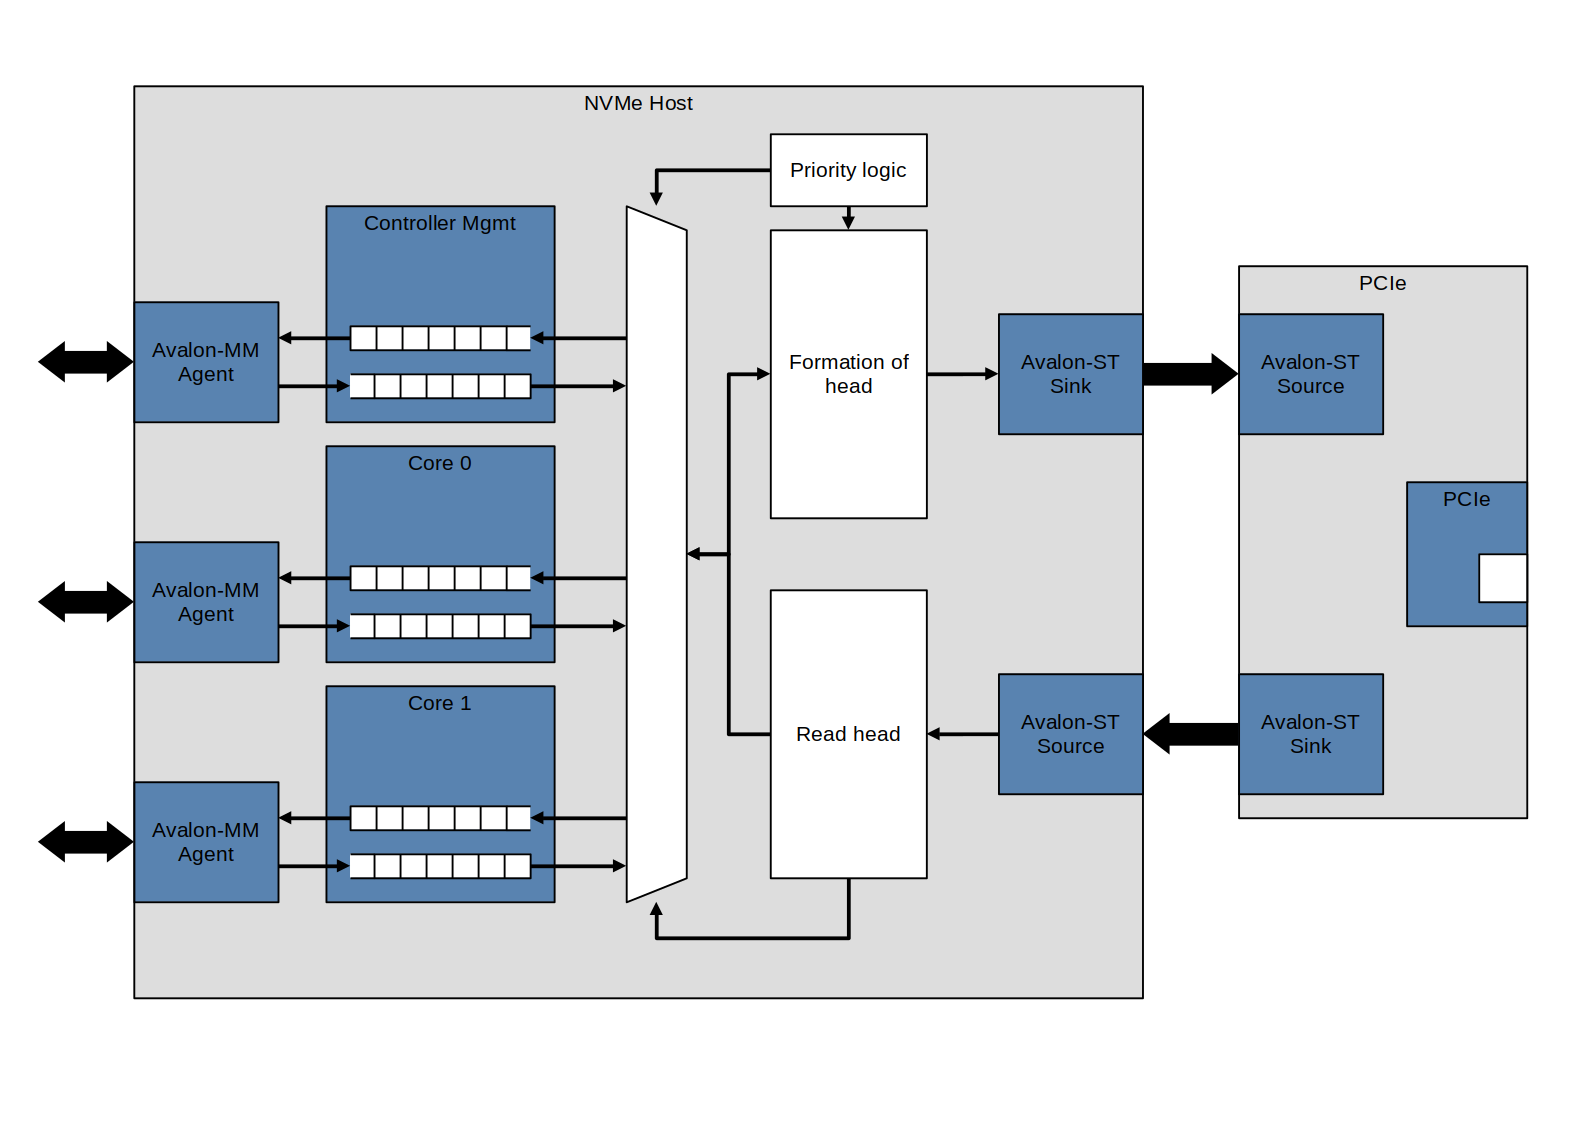 NVMe Host
Priority logic
Controller Mgmt
PCIe
Avalon-MM
Agent
Formation of
head
Avalon-ST
Sink
Avalon-ST
Source
Core 0
PCIe
Avalon-MM
Agent
Core 1
Read head
Avalon-ST
Source
Avalon-ST
Sink
Avalon-MM
Agent